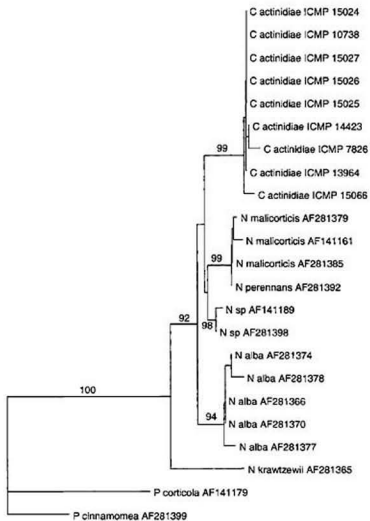 C actinidiae ICMP 15024
C actinidiae ICMP 10738
C actinidiae ICMP 15027
C actinidiae ICMP 15026
C actinidiae ICMP 15025
C actinidiae ICMP 14423
99
C actinidiae ICMP 7826
C actinidiae ICMP 13964
C actinidiae ICMP 15066
N malicorticis AF281379
N malicorticis AF141161
99
N malicorticis AF281385
N perennans AF281392
N sp AF141189
92
98
N sp AF281398
N alba AF281374
N alba AF281378
100
N alba AF281366
94
N alba AF281370
N alba AF281377
N krawtzewii AF281365
P corticola AF141179
P cinnamomea AF281399